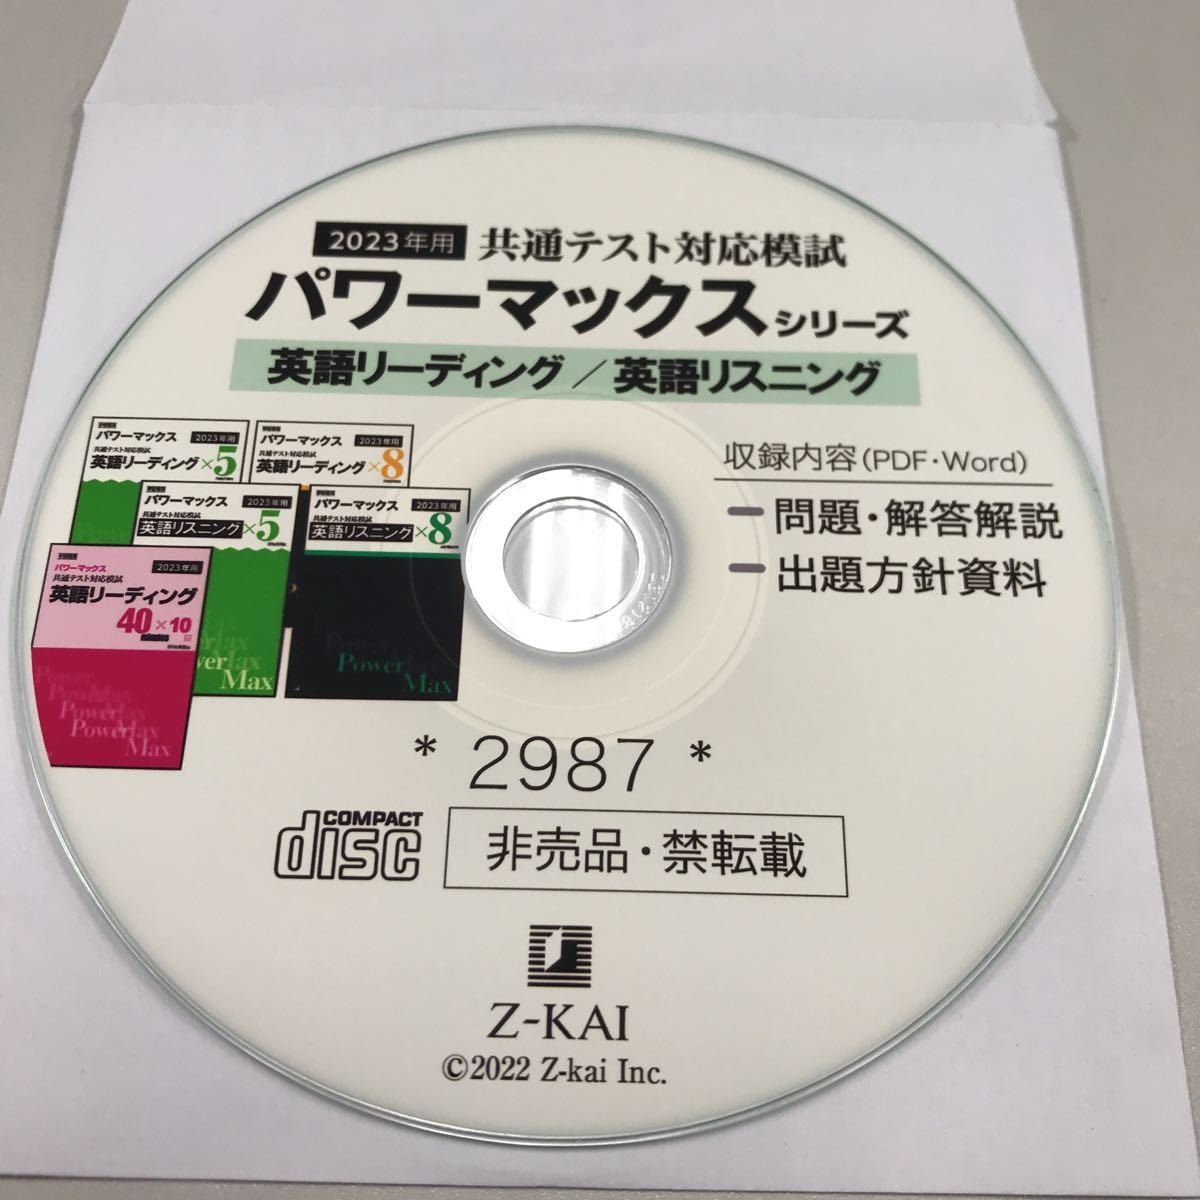 2023年用 共通テスト対応模試
パワーマックスシリーズ
英語リーディング／英語リスニング
パワーマックス 2023年用
共通テスト対応模試
英語リーディング×5
パワーマックス 2023年用
共通テスト対応模試
英語リーディング×8
パワーマックス 2023年用
共通テスト対応模試
英語リスニング×5
パワーマックス 2023年用
共通テスト対応模試
英語リスニング×8
パワーマックス 2023年用
共通テスト対応模試
英語リーディング
40×10
minutes
Power
Max
収録内容（PDF・Word）
問題・解答解説
出題方針資料
* 2987 *
COMPACT
disc
非売品・禁転載
Z-KAI
©2022 Z-kai Inc.